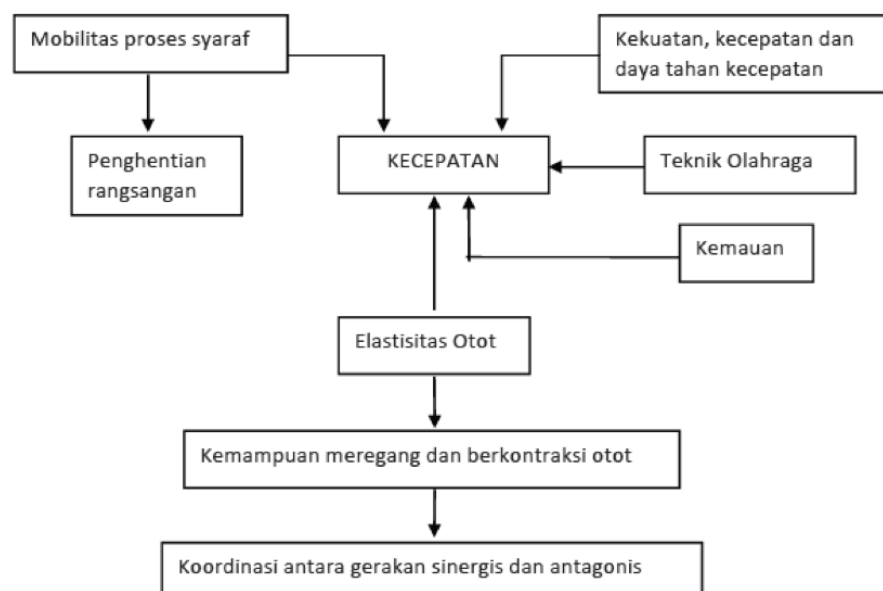 Mobilitas proses syaraf
Kekuatan, kecepatan dan
daya tahan kecepatan
Penghentian
rangsangan
KECEPATAN
Teknik Olahraga
Kemauan
Elastisitas Otot
Kemampuan meregang dan berkontraksi otot
Koordinasi antara gerakan sinergis dan antagonis